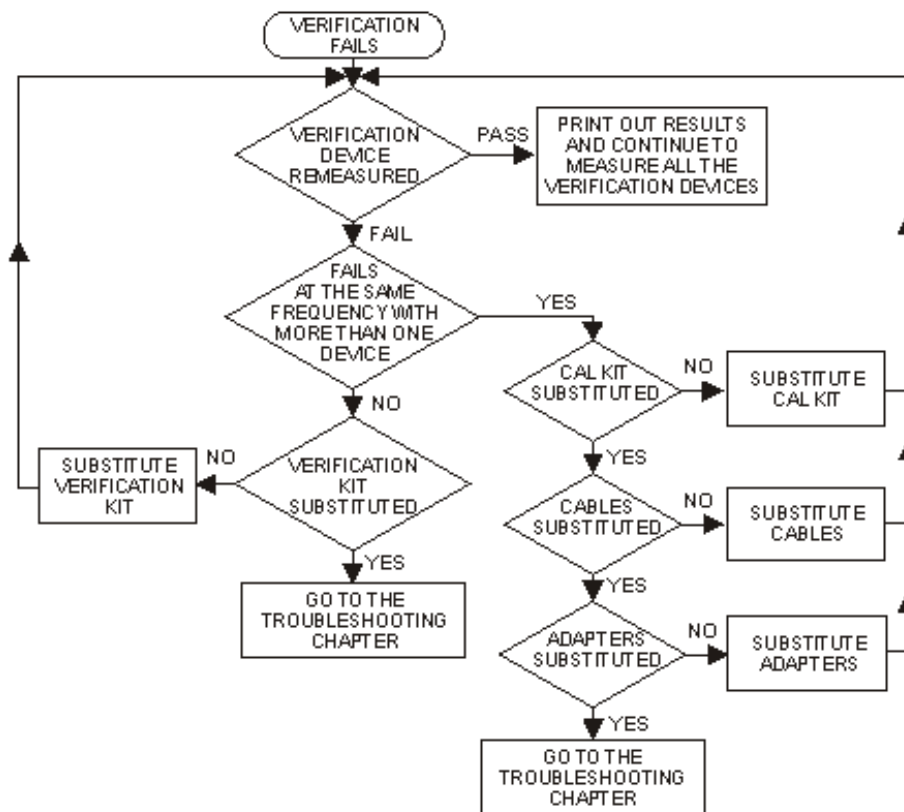 VERIFICATION
FAILS
VERIFICATION
DEVICE
REMEASURED
PASS
PRINT OUT RESULTS
AND CONTINUE TO
MEASURE ALL THE
VERIFICATION DEVICES
FAIL
FAILS
AT THE SAME
FREQUENCY WITH
MORE THAN ONE
DEVICE
YES
CAL KIT
SUBSTITUTED
NO
SUBSTITUTE
CAL KIT
NO
VERIFICATION
KIT
SUBSTITUTED
NO
SUBSTITUTE
VERIFICATION
KIT
YES
CABLES
SUBSTITUTED
NO
SUBSTITUTE
CABLES
YES
GO TO THE
TROUBLESHOOTING
CHAPTER
YES
ADAPTERS
SUBSTITUTED
NO
SUBSTITUTE
ADAPTERS
YES
GO TO THE
TROUBLESHOOTING
CHAPTER